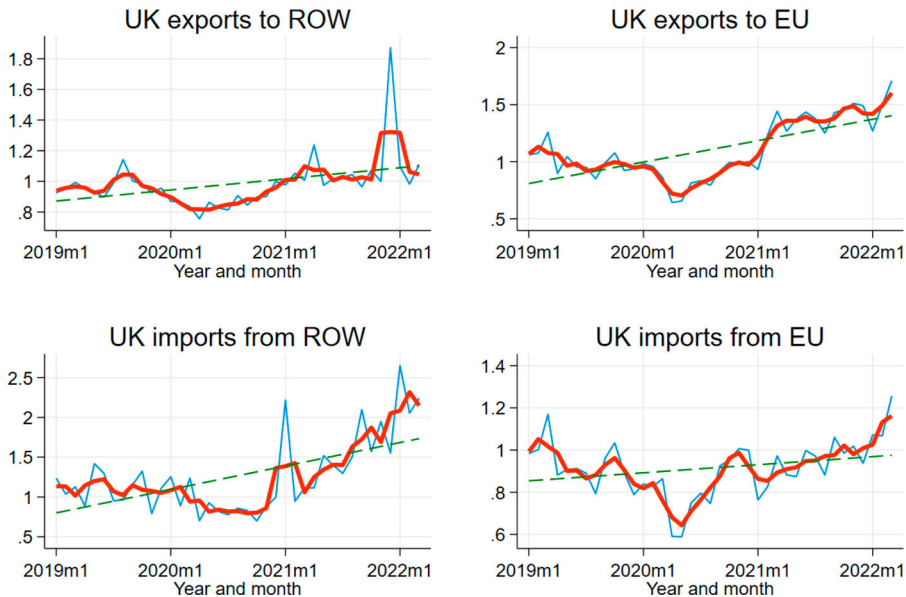 UK exports to ROW
1.8
1.6
1.4
1.2
1
.8
2019m1 2020m1 2021m1 2022m1
Year and month
UK exports to EU
2
1.5
1
.5
2019m1 2020m1 2021m1 2022m1
Year and month
UK imports from ROW
2.5
2
1.5
1
.5
2019m1 2020m1 2021m1 2022m1
Year and month
UK imports from EU
1.4
1.2
1
.8
.6
2019m1 2020m1 2021m1 2022m1
Year and month